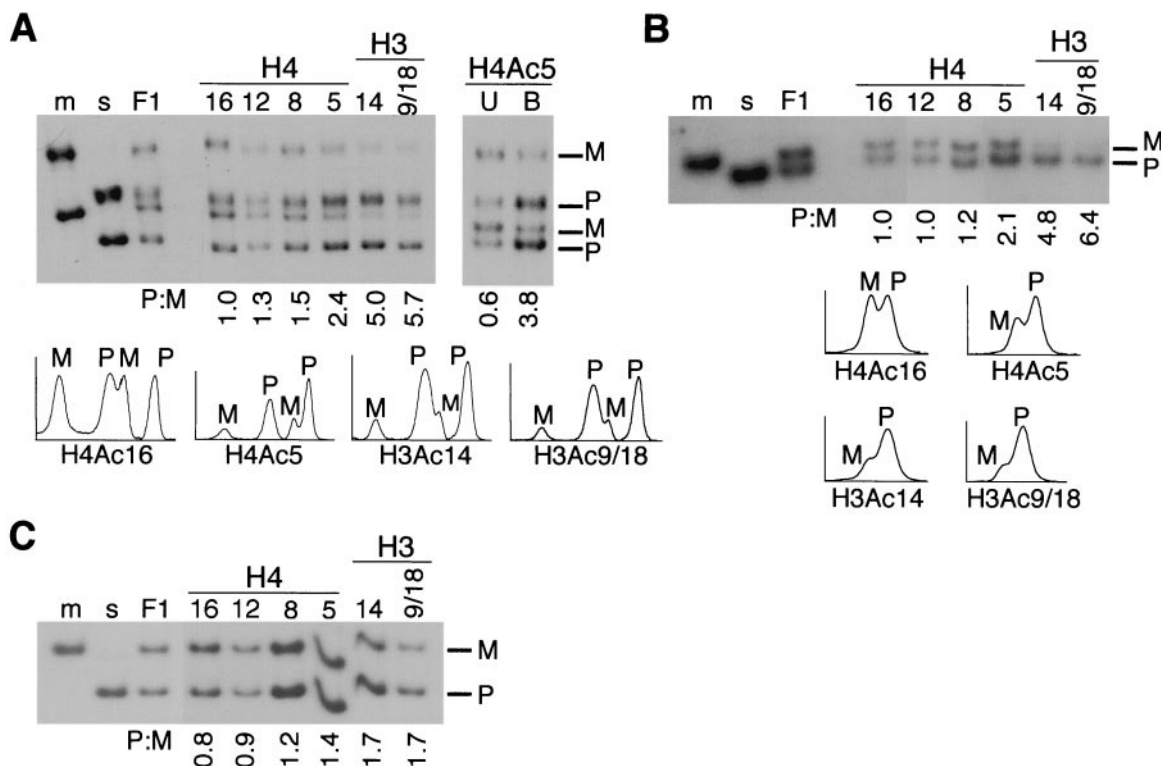 A
H3
H4
H4Ac5
m s F1 16 12 8 5 14 9/18 U B
M
P
M
P
P:M 1.0 1.3 1.5 2.4 5.0 5.7 0.6 3.8
M P M P
H4Ac16
M P M P
H4Ac5
M P M P
H3Ac14
M P M P
H3Ac9/18
B
H3
H4
m s F1 16 12 8 5 14 9/18
M
P
P:M 1.0 1.0 1.2 2.1 4.8 6.4
M P
H4Ac16
M P
H4Ac5
M P
H3Ac14
M P
H3Ac9/18
C
H3
H4
m s F1 16 12 8 5 14 9/18
M
P
P:M 0.8 0.9 1.2 1.4 1.7 1.7